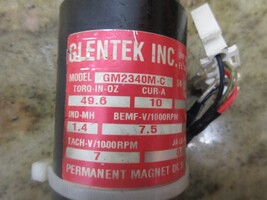 GLENTEK INC.
MODEL GM2340M-C
TORQ-IN-OZ CUR-A
49.6 10
IND-MH BEMF-V/1000RPM
1.4 7.5
TACH-V/1000RPM
7
PERMANENT MAGNET DC